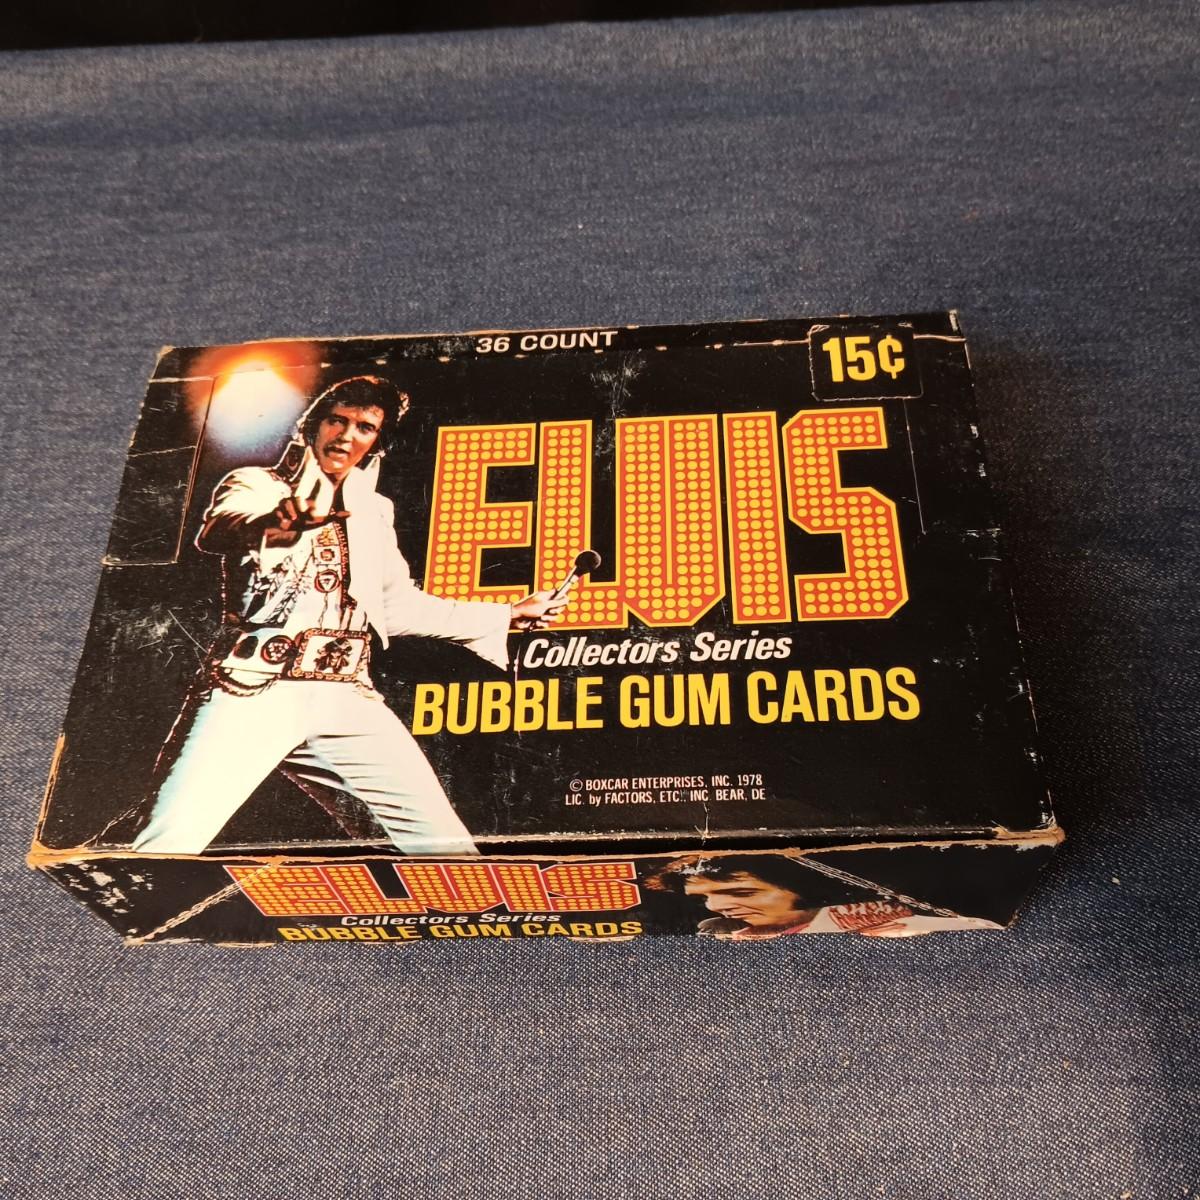 36 COUNT
15¢
ELVIS
Collectors Series
BUBBLE GUM CARDS
© BOXCAR ENTERPRISES, INC. 1978
LIC. by FACTORS, ETC., INC. BEAR, DE
ELVIS
Collectors Series
BUBBLE GUM CARDS